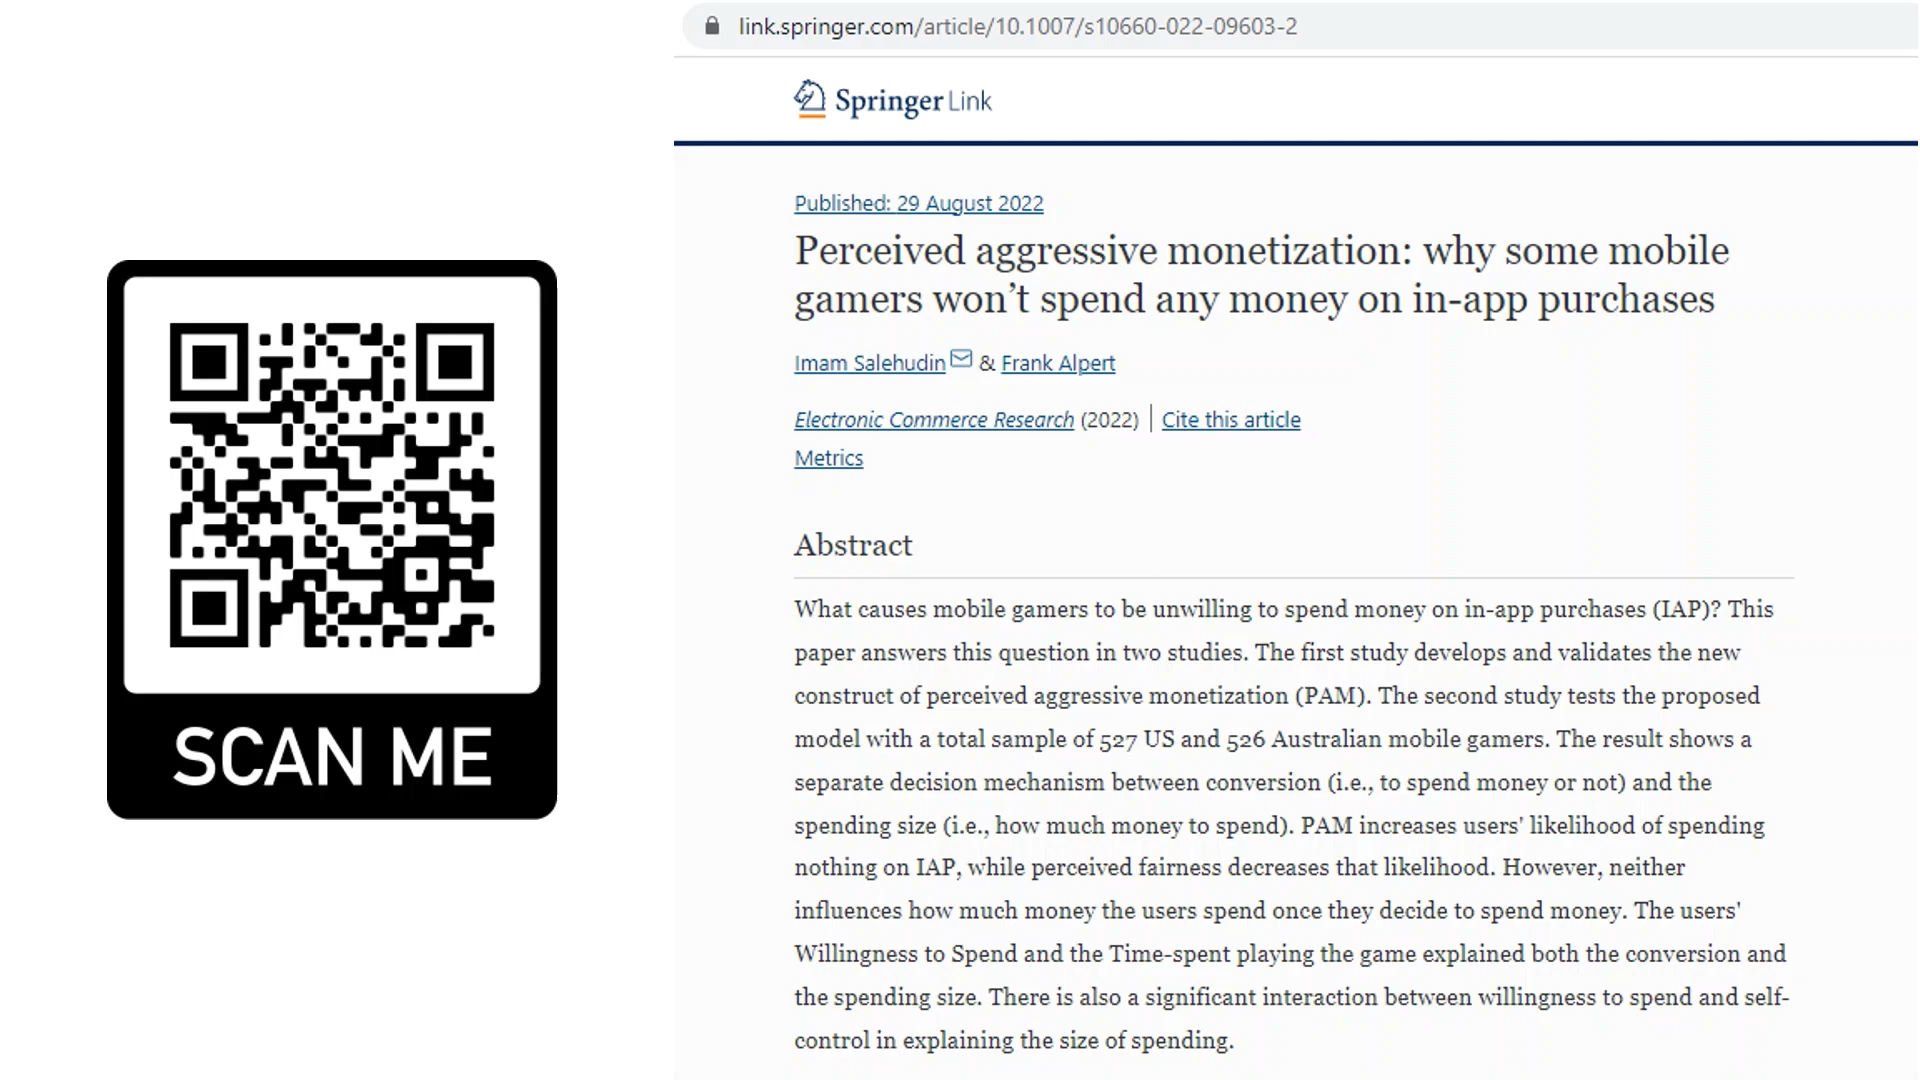 SCAN ME
link.springer.com/article/10.1007/s10660-022-09603-2
Springer Link
Published: 29 August 2022
Perceived aggressive monetization: why some mobile
gamers won’t spend any money on in-app purchases
Imam Salehudin & Frank Alpert
Electronic Commerce Research (2022) | Cite this article
Metrics
Abstract
What causes mobile gamers to be unwilling to spend money on in-app purchases (IAP)? This
paper answers this question in two studies. The first study develops and validates the new
construct of perceived aggressive monetization (PAM). The second study tests the proposed
model with a total sample of 527 US and 526 Australian mobile gamers. The result shows a
separate decision mechanism between conversion (i.e., to spend money or not) and the
spending size (i.e., how much money to spend). PAM increases users' likelihood of spending
nothing on IAP, while perceived fairness decreases that likelihood. However, neither
influences how much money the users spend once they decide to spend money. The users'
Willingness to Spend and the Time-spent playing the game explained both the conversion and
the spending size. There is also a significant interaction between willingness to spend and self-
control in explaining the size of spending.